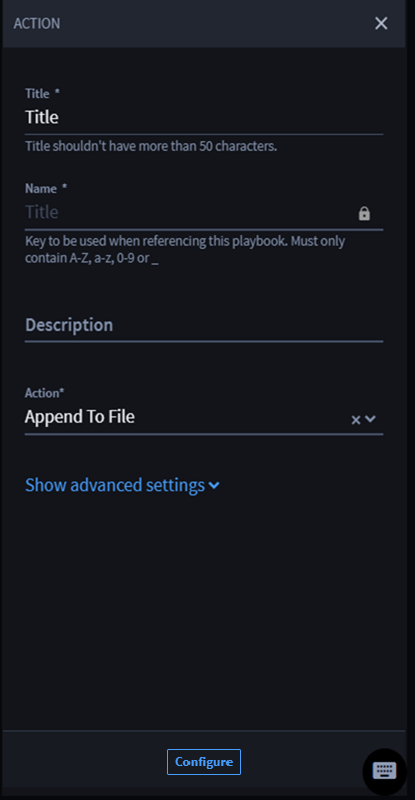 ACTION
Title *
Title
Title shouldn't have more than 50 characters.
Name *
Title
Key to be used when referencing this playbook. Must only
contain A-Z, a-z, 0-9 or _
Description
Action*
Append To File
Show advanced settings
Configure